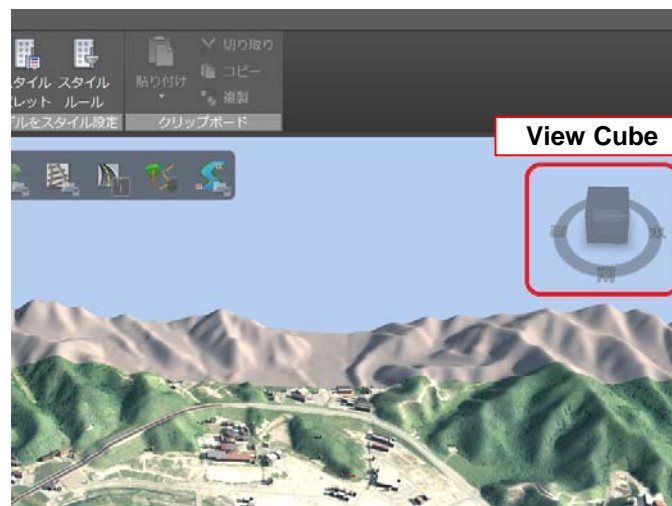 タイル スタイル
レット ルール
デルをスタイル設定
貼り付け
切り取り
コピー
複製
クリップボード
View Cube
南